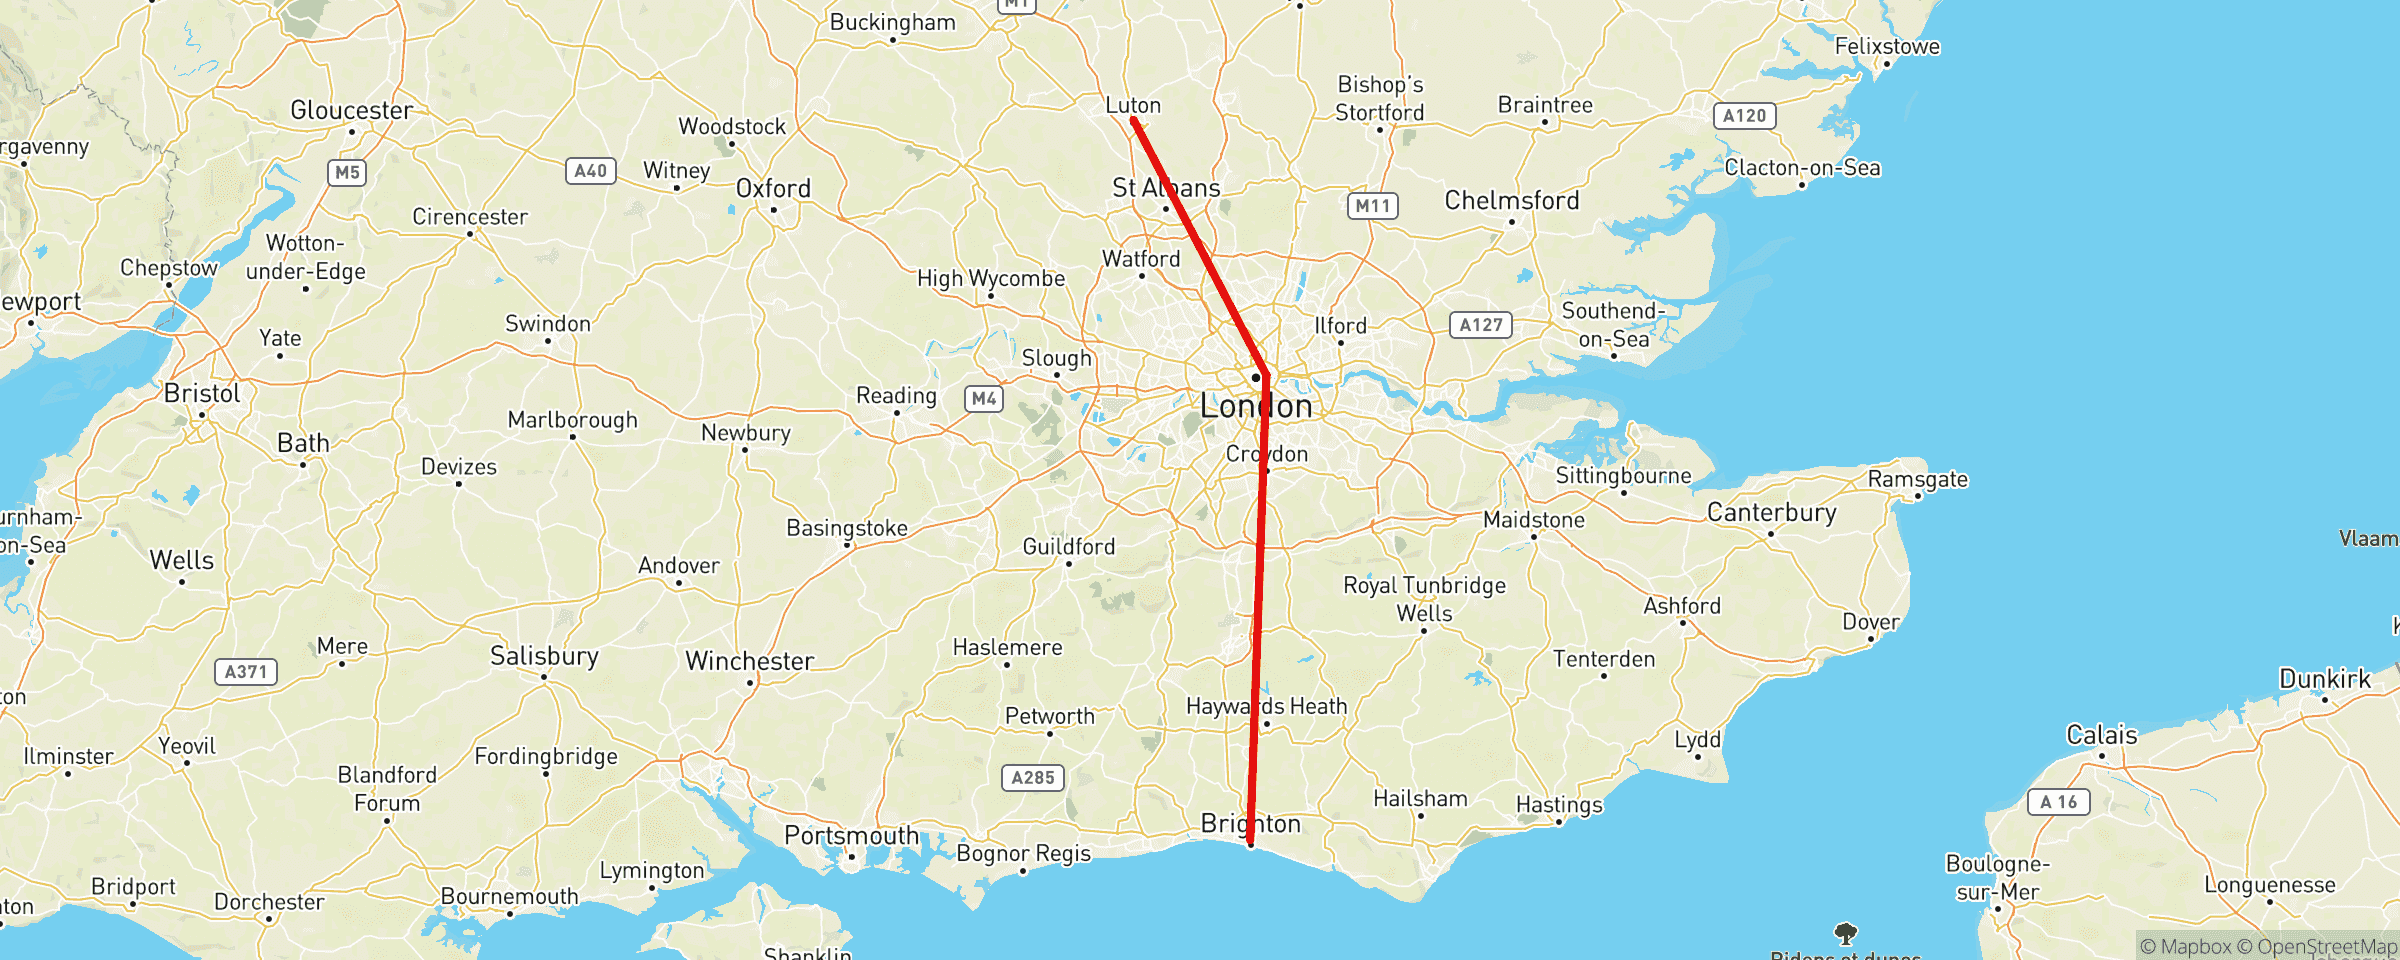 M1
Buckingham
Felixstowe
Luton
Bishop's
Stortford
Braintree
A120
Gloucester
Woodstock
rgavenny
M5
A40
Witney
Oxford
St Albans
Clacton-on-Sea
Cirencester
M11
Chelmsford
Wotton-
under-Edge
Chepstow
Watford
High Wycombe
ewport
Swindon
Yate
Ilford
A127
Southend-
on-Sea
Slough
Bristol
Reading
M4
London
Marlborough
Newbury
Bath
Devizes
Croydon
Sittingbourne
Ramsgate
urnham-
on-Sea
Basingstoke
Maidstone
Canterbury
Guildford
Vlaam
Wells
Andover
Royal Tunbridge
Wells
Ashford
Dover
Mere
Salisbury
Winchester
Haslemere
Tenterden
A371
ton
Haywards Heath
Dunkirk
Petworth
Lydd
Calais
Ilminster
Yeovil
Fordingbridge
Blandford
Forum
A285
Hailsham
Hastings
A 16
Portsmouth
Brighton
Bognor Regis
Boulogne-
sur-Mer
Lymington
Bridport
Dorchester
Bournemouth
Longuenesse
ton
Shanklin
© Mapbox © OpenStreetMap